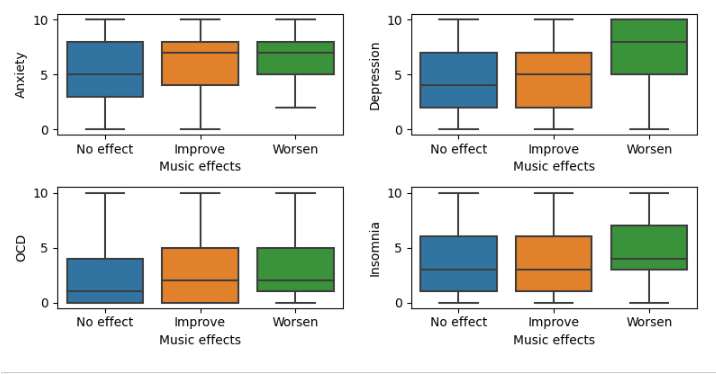 Anxiety
10
5
0
No effect Improve Worsen
Music effects
Depression
10
5
0
No effect Improve Worsen
Music effects
OCD
10
5
0
No effect Improve Worsen
Music effects
Insomnia
10
5
0
No effect Improve Worsen
Music effects